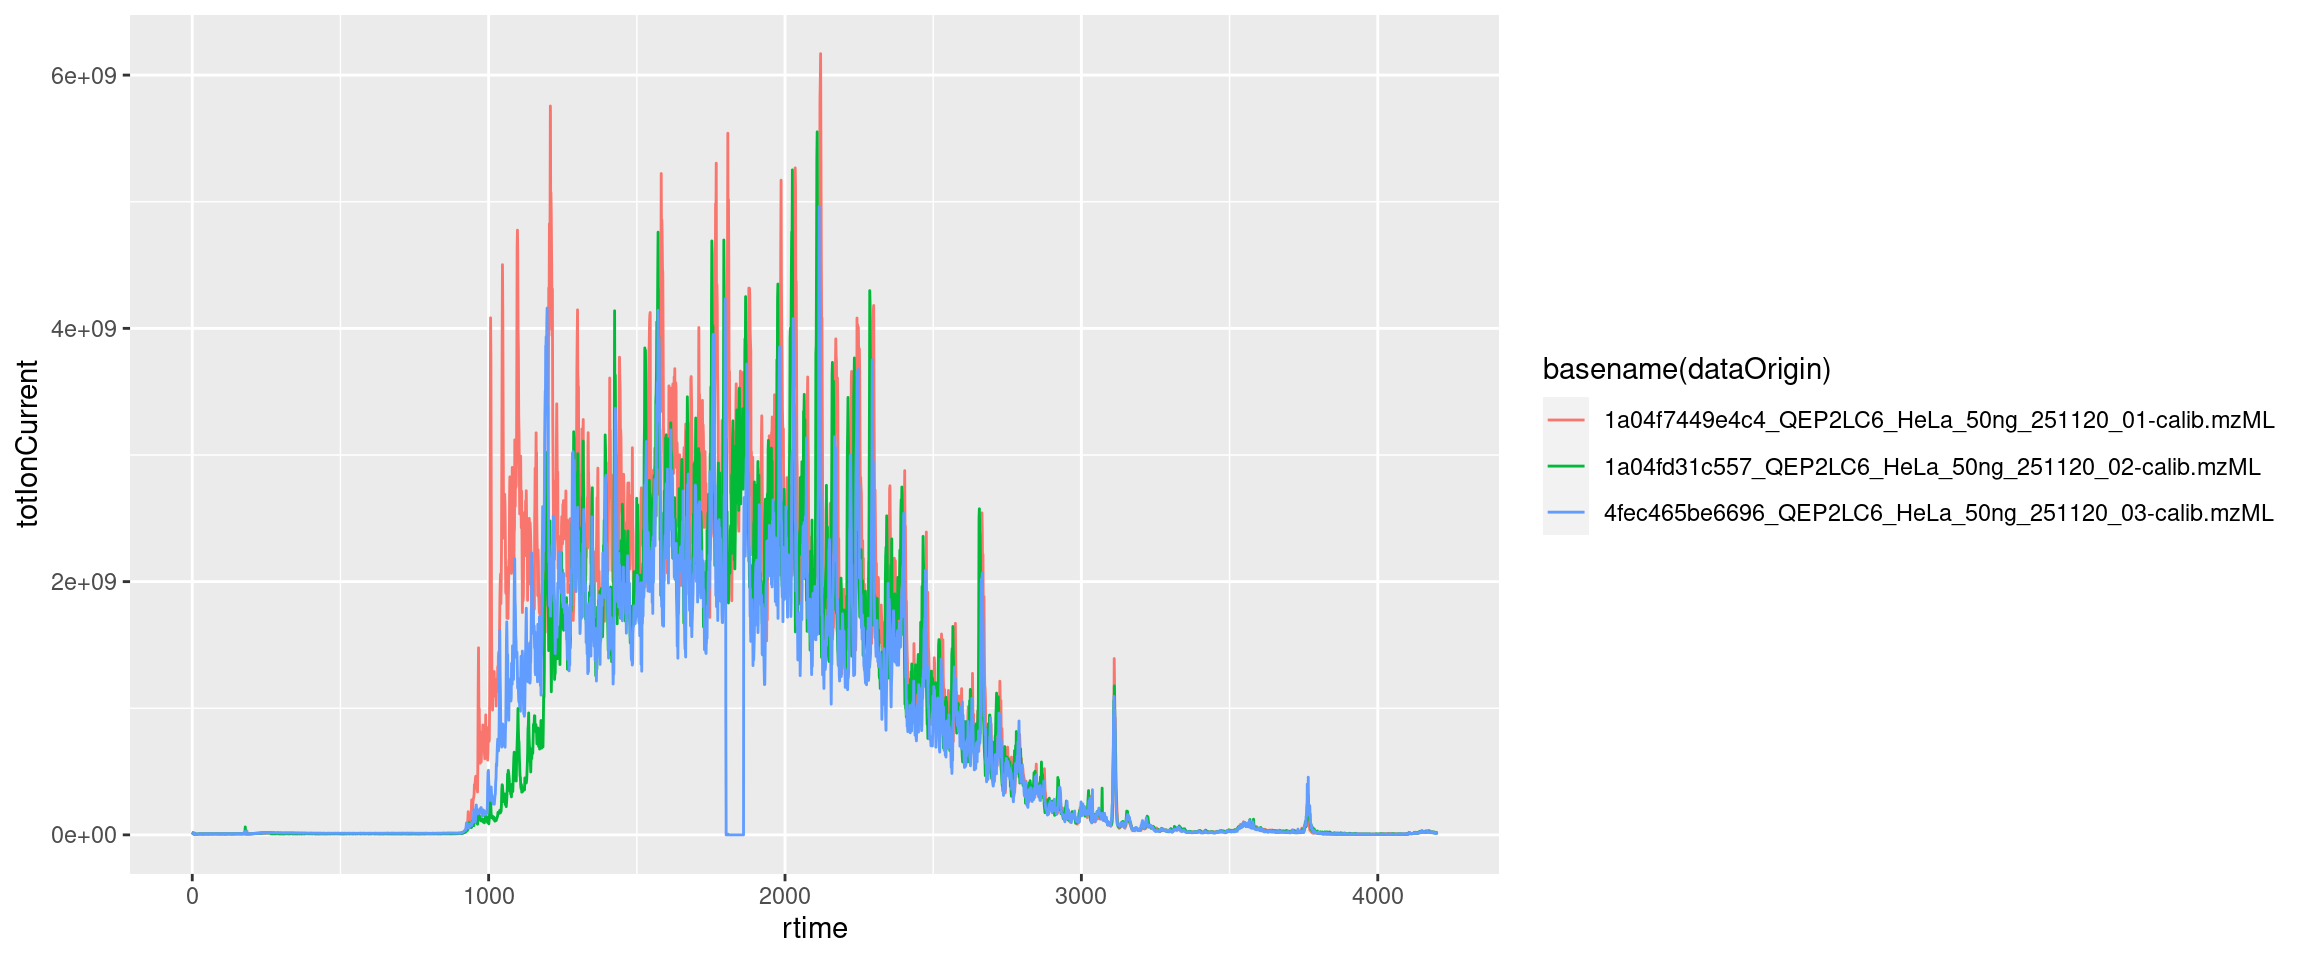 6e+09
4e+09
2e+09
0e+00
totIonCurrent
0
1000
2000
3000
4000
rtime
basename(dataOrigin)
1a04f7449e4c4_QEP2LC6_HeLa_50ng_251120_01-calib.mzML
1a04fd31c557_QEP2LC6_HeLa_50ng_251120_02-calib.mzML
4fec465be6696_QEP2LC6_HeLa_50ng_251120_03-calib.mzML